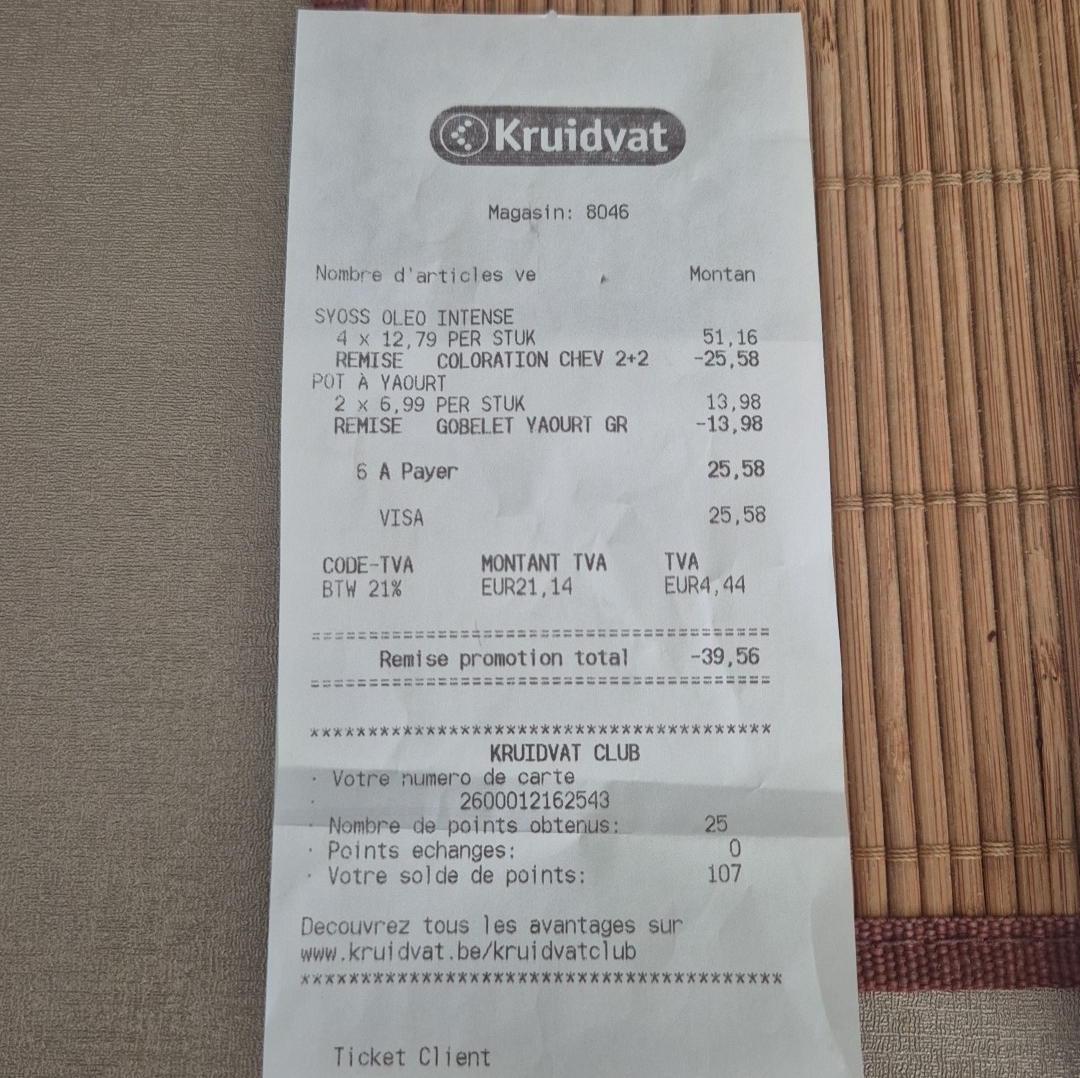 Kruidvat
Magasin: 8046
Nombre d'articles ve Montan
SYOSS OLEO INTENSE
4 x 12,79 PER STUK 51,16
REMISE COLORATION CHEV 2+2 -25,58
POT À YAOURT
2 x 6,99 PER STUK 13,98
REMISE GOBELET YAOURT GR -13,98
6 A Payer 25,58
VISA 25,58
CODE-TVA MONTANT TVA TVA
BTW 21% EUR21,14 EUR4,44
========================================
Remise promotion total -39,56
========================================
****************************************
KRUIDVAT CLUB
· Votre numero de carte
· 2600012162543
· Nombre de points obtenus: 25
· Points echanges: 0
· Votre solde de points: 107
Decouvrez tous les avantages sur
www.kruidvat.be/kruidvatclub
****************************************
Ticket Client